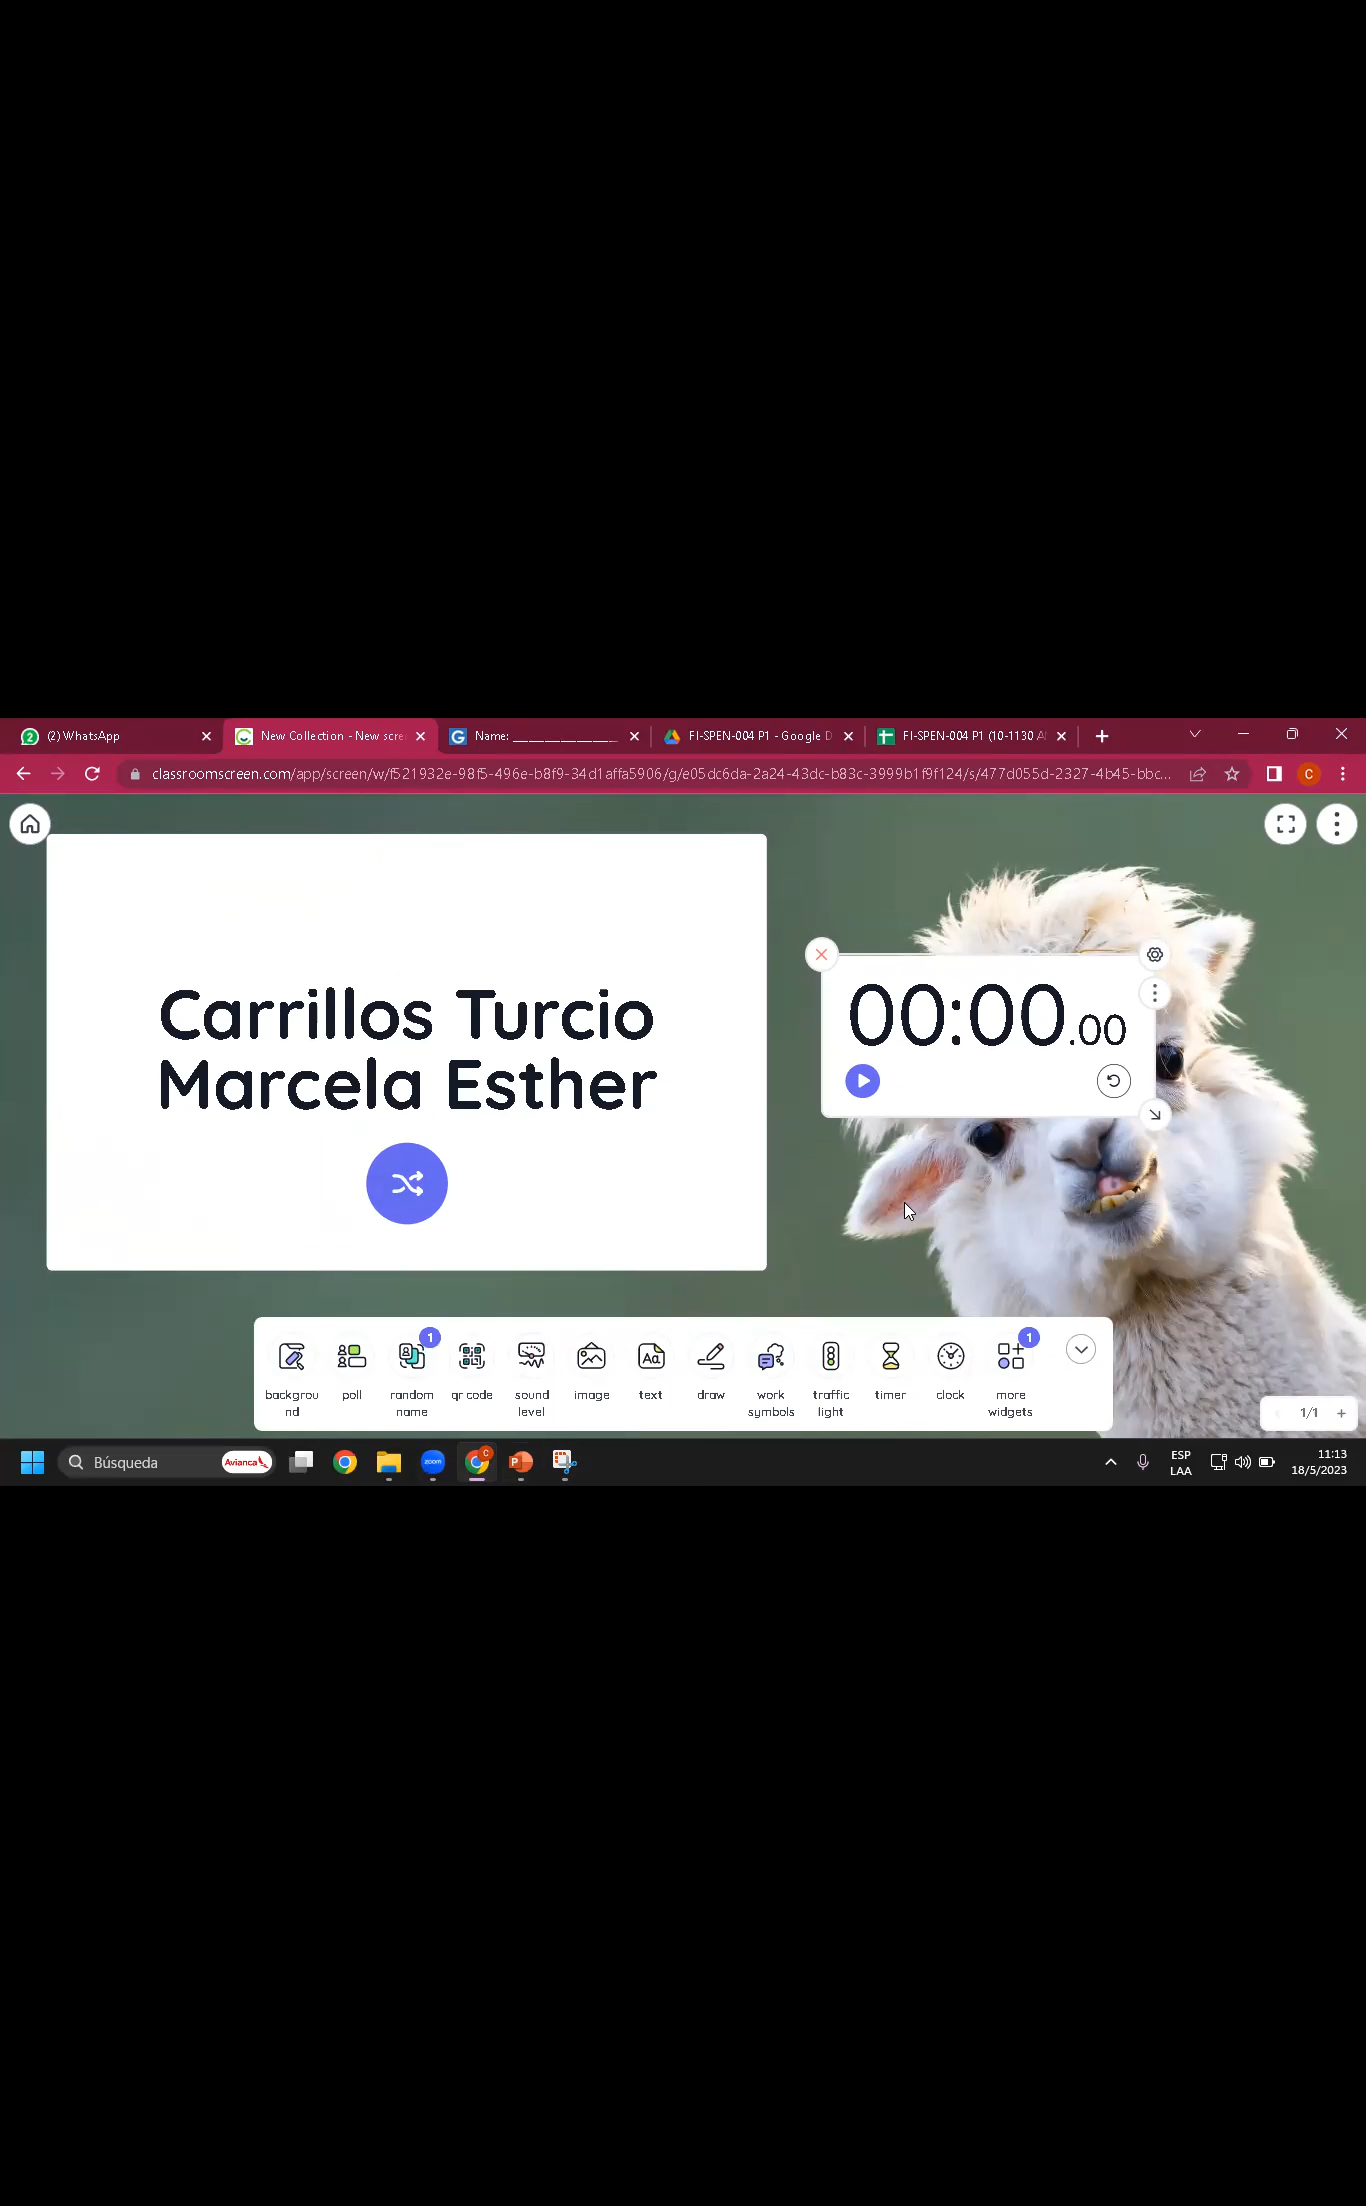 (2) WhatsApp
New Collection - New scre
Name: ____________________
FI-SPEN-004 P1 - Google D
FI-SPEN-004 P1 (10-1130 A
classroomscreen.com/app/screen/w/f521932e-98f5-496e-b8f9-34d1affa5906/g/e05dc6da-2a24-43dc-b83c-3999b1f9f124/s/477d055d-2327-4b45-bbc...
C
Carrillos Turcio
Marcela Esther
00:00.00
1
1
backgrou
nd
poll
random
name
qr code
sound
level
image
text
draw
work
symbols
traffic
light
timer
clock
more
widgets
1/1
Búsqueda
Avianca
zoom
C
P
ESP
LAA
11:13
18/5/2023